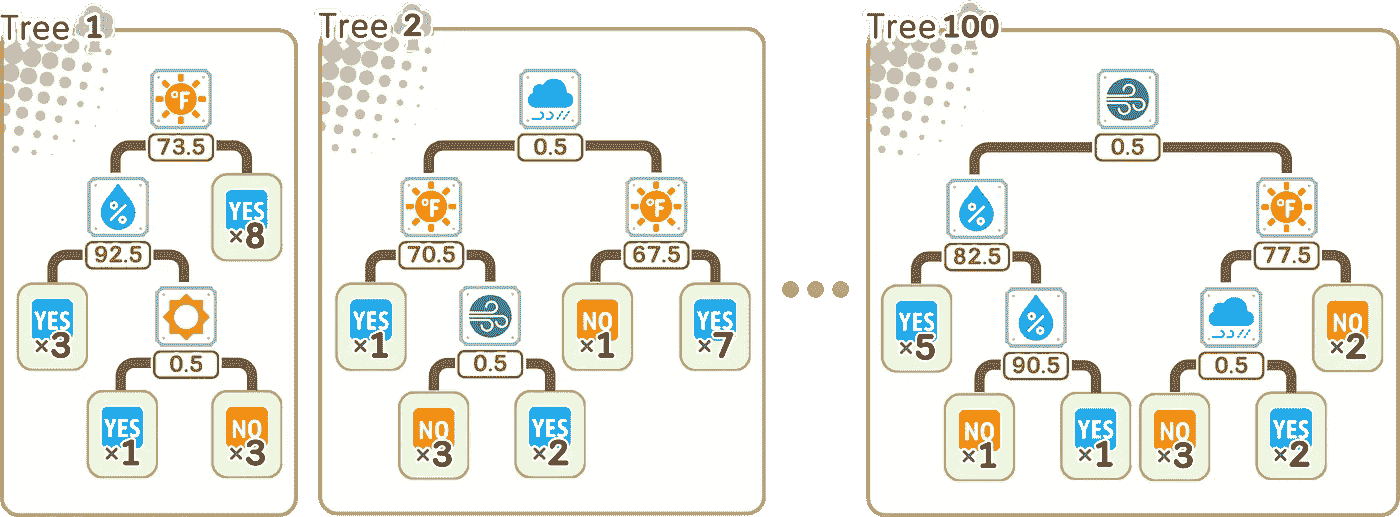 Tree 1
°F
73.5
%
YES
×8
92.5
YES
×3
0.5
YES
×1
NO
×3
Tree 2
0.5
°F
°F
70.5
67.5
YES
×1
NO
×1
YES
×7
0.5
NO
×3
YES
×2
Tree 100
0.5
%
°F
82.5
77.5
YES
×5
%
NO
×2
90.5
0.5
NO
×1
YES
×1
NO
×3
YES
×2